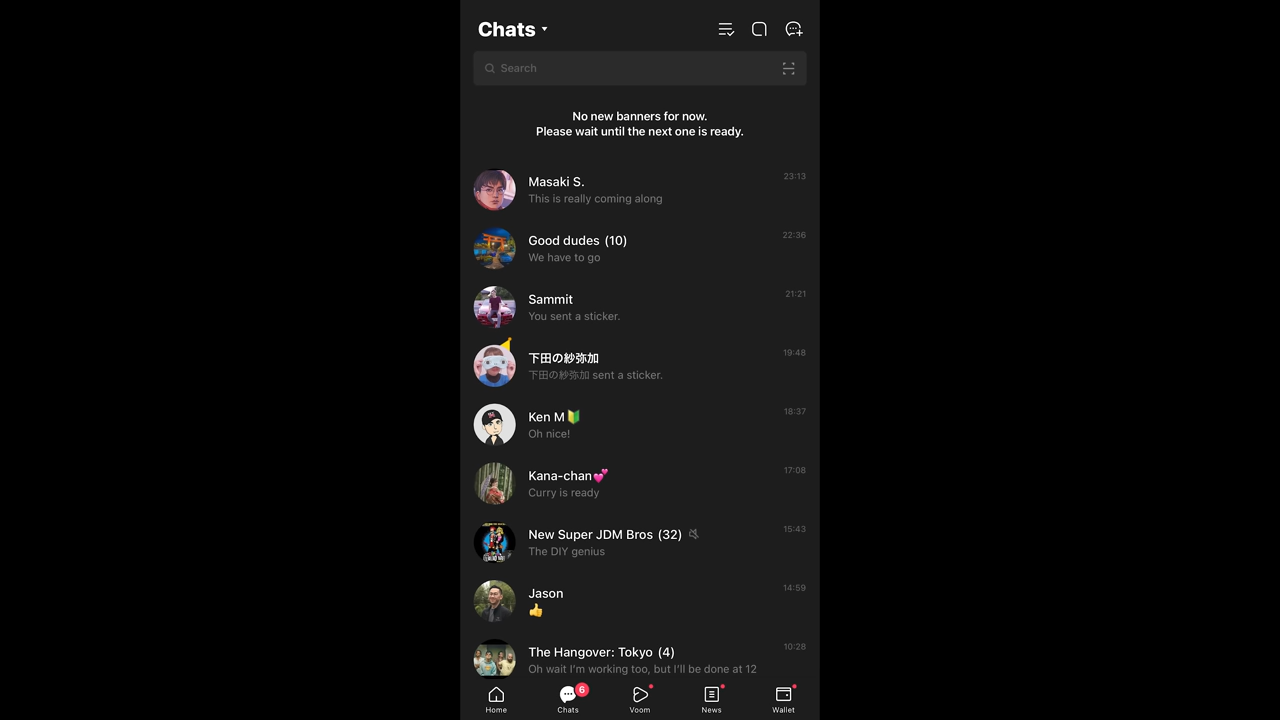 Chats
Search
No new banners for now.
Please wait until the next one is ready.
Masaki S.
23:13
This is really coming along
Good dudes (10)
22:36
We have to go
Sammit
21:21
You sent a sticker.
下田の紗弥加
19:48
下田の紗弥加 sent a sticker.
Ken M🔰
18:37
Oh nice!
Kana-chan💕
17:08
Curry is ready
New Super JDM Bros (32)
15:43
The DIY genius
Jason
14:59
👍
The Hangover: Tokyo (4)
10:28
Oh wait I'm working too, but I'll be done at 12
6
Home
Chats
Voom
News
Wallet